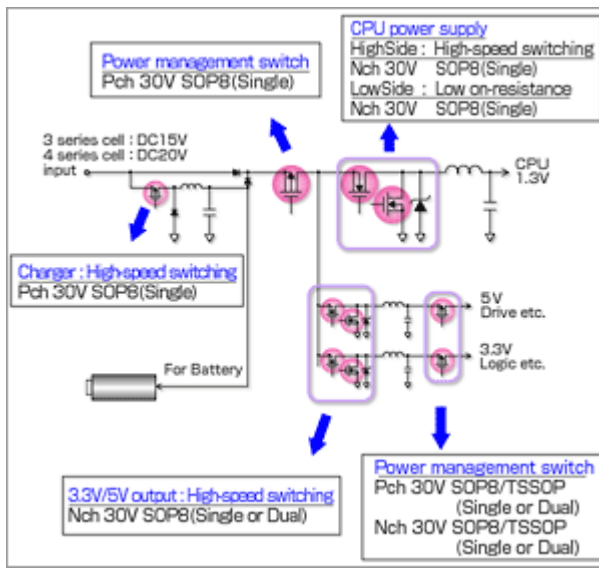 Power management switch
Pch 30V SOP8(Single)
CPU power supply
HighSide : High-speed switching
Nch 30V SOP8(Single)
LowSide : Low on-resistance
Nch 30V SOP8(Single)
3 series cell : DC15V
4 series cell : DC20V
input
CPU
1.3V
Charger : High-speed switching
Pch 30V SOP8(Single)
5V
Drive etc.
3.3V
Logic etc.
For Battery
3.3V/5V output : High-speed switching
Nch 30V SOP8(Single or Dual)
Power management switch
Pch 30V SOP8/TSSOP
(Single or Dual)
Nch 30V SOP8/TSSOP
(Single or Dual)